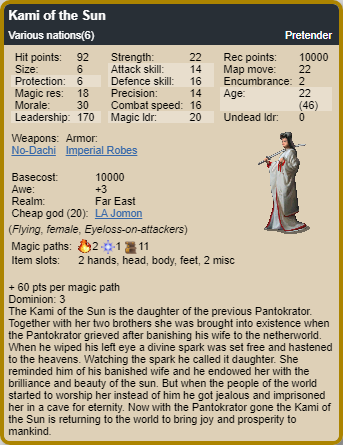 Kami of the Sun
Various nations(6) Pretender
Hit points: 92 Strength: 22 Rec points: 10000
Size: 6 Attack skill: 14 Map move: 22
Protection: 6 Defence skill: 16 Encumbrance: 2
Magic res: 18 Precision: 14 Age: 22
Morale: 30 Combat speed: 16 (46)
Leadership: 170 Magic ldr: 20 Undead ldr: 0
Weapons: Armor:
No-Dachi Imperial Robes
Basecost: 10000
Awe: +3
Realm: Far East
Cheap god (20): LA Jomon
(Flying, female, Eyeloss-on-attackers)
Magic paths: 2 1 11
Item slots: 2 hands, head, body, feet, 2 misc
+ 60 pts per magic path
Dominion: 3
The Kami of the Sun is the daughter of the previous Pantokrator.
Together with her two brothers she was brought into existence when
the Pantokrator grieved after banishing his wife to the netherworld.
When he wiped his left eye a divine spark was set free and hastened
to the heavens. Watching the spark he called it daughter. She
reminded him of his banished wife and he endowed her with the
brilliance and beauty of the sun. But when the people of the world
started to worship her instead of him he got jealous and imprisoned
her in a cave for eternity. Now with the Pantokrator gone the Kami of
the Sun is returning to the world to bring joy and prosperity to
mankind.